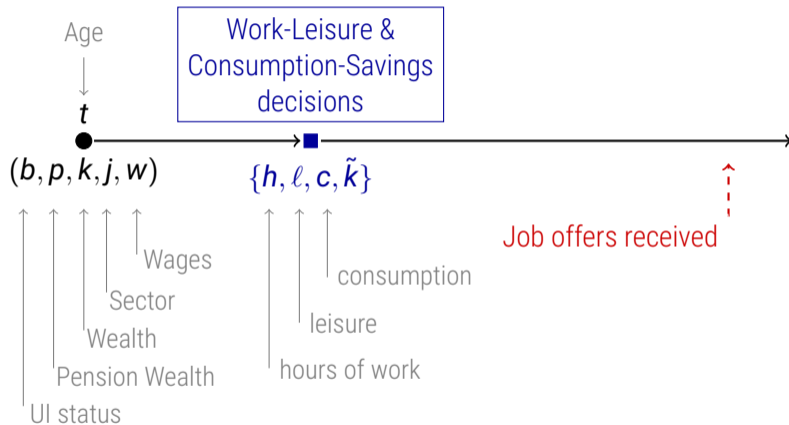 Age
t
Work-Leisure &
Consumption-Savings
decisions
(b, p, k, j, w)
{h, ℓ, c, k̃}
Job offers received
Wages
Sector
Wealth
Pension Wealth
UI status
consumption
leisure
hours of work